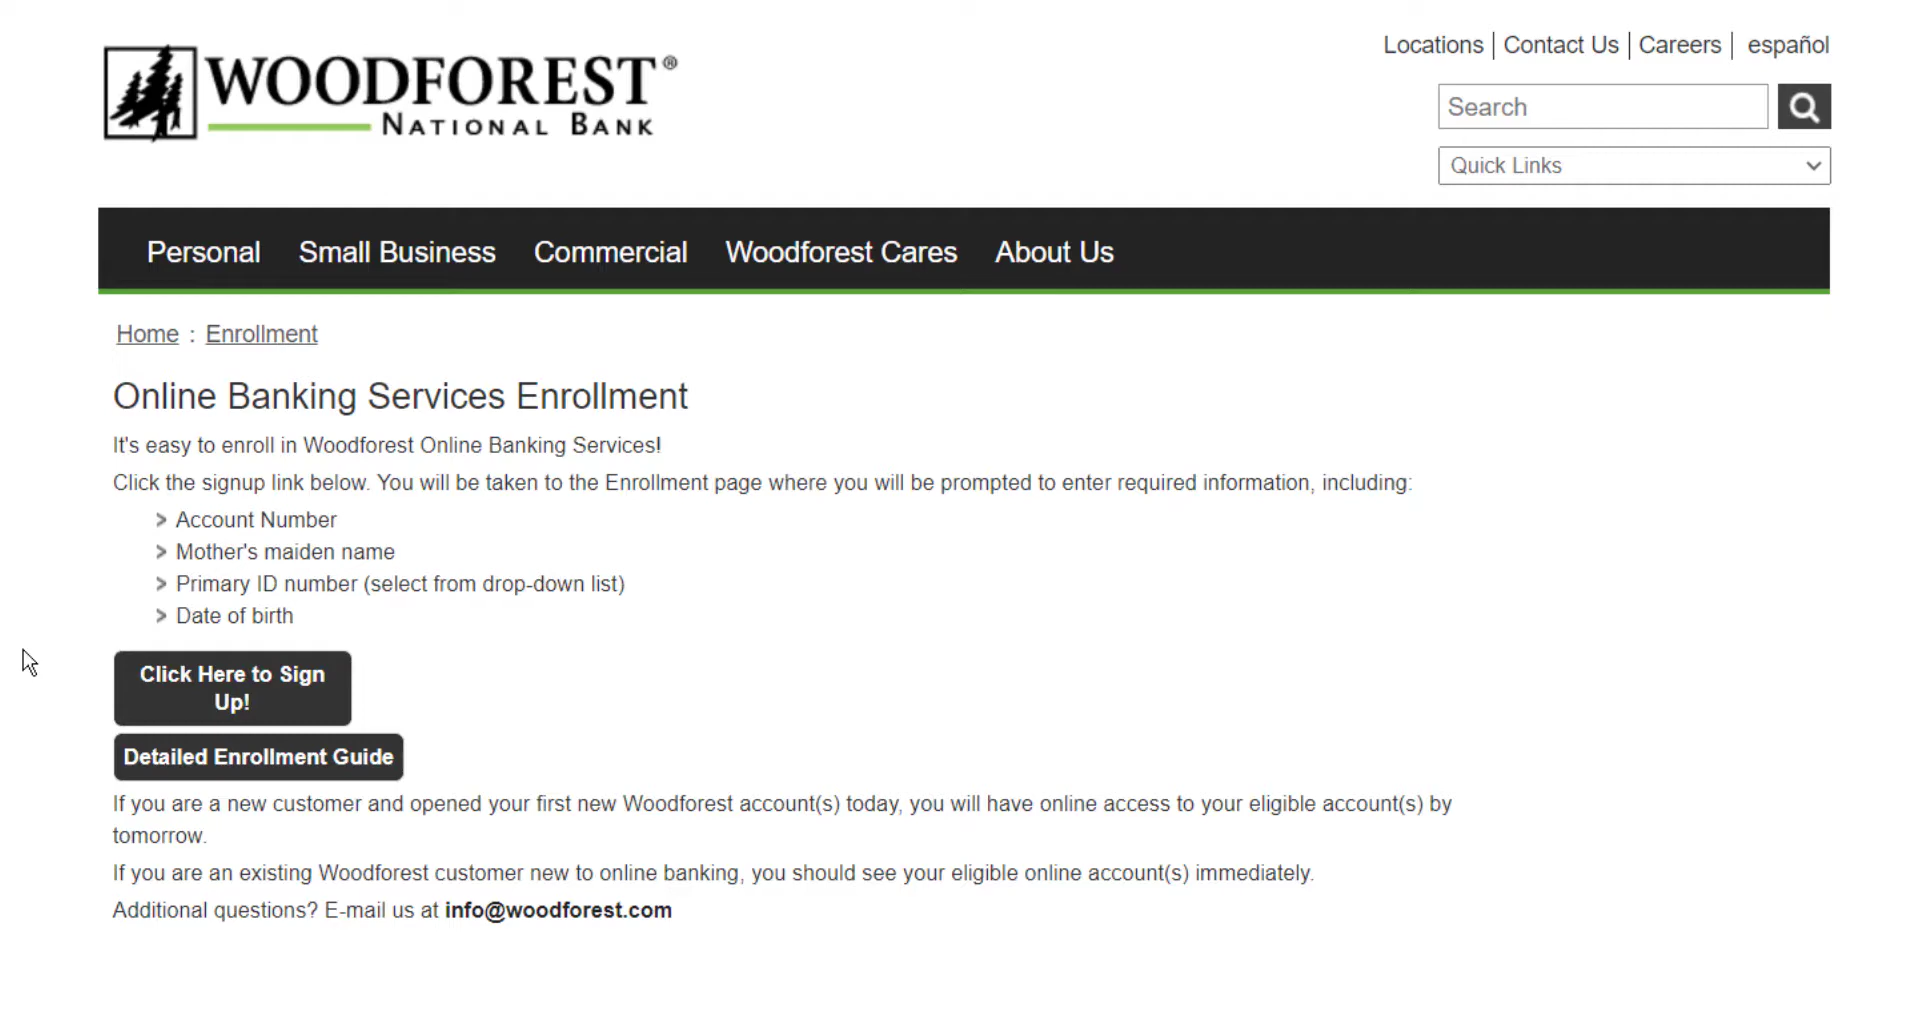 WOODFOREST®
NATIONAL BANK
Locations | Contact Us | Careers | español
Search
Quick Links
Personal Small Business Commercial Woodforest Cares About Us
Home : Enrollment
Online Banking Services Enrollment
It's easy to enroll in Woodforest Online Banking Services!
Click the signup link below. You will be taken to the Enrollment page where you will be prompted to enter required information, including:
> Account Number
> Mother's maiden name
> Primary ID number (select from drop-down list)
> Date of birth
Click Here to Sign
Up!
Detailed Enrollment Guide
If you are a new customer and opened your first new Woodforest account(s) today, you will have online access to your eligible account(s) by
tomorrow.
If you are an existing Woodforest customer new to online banking, you should see your eligible online account(s) immediately.
Additional questions? E-mail us at info@woodforest.com